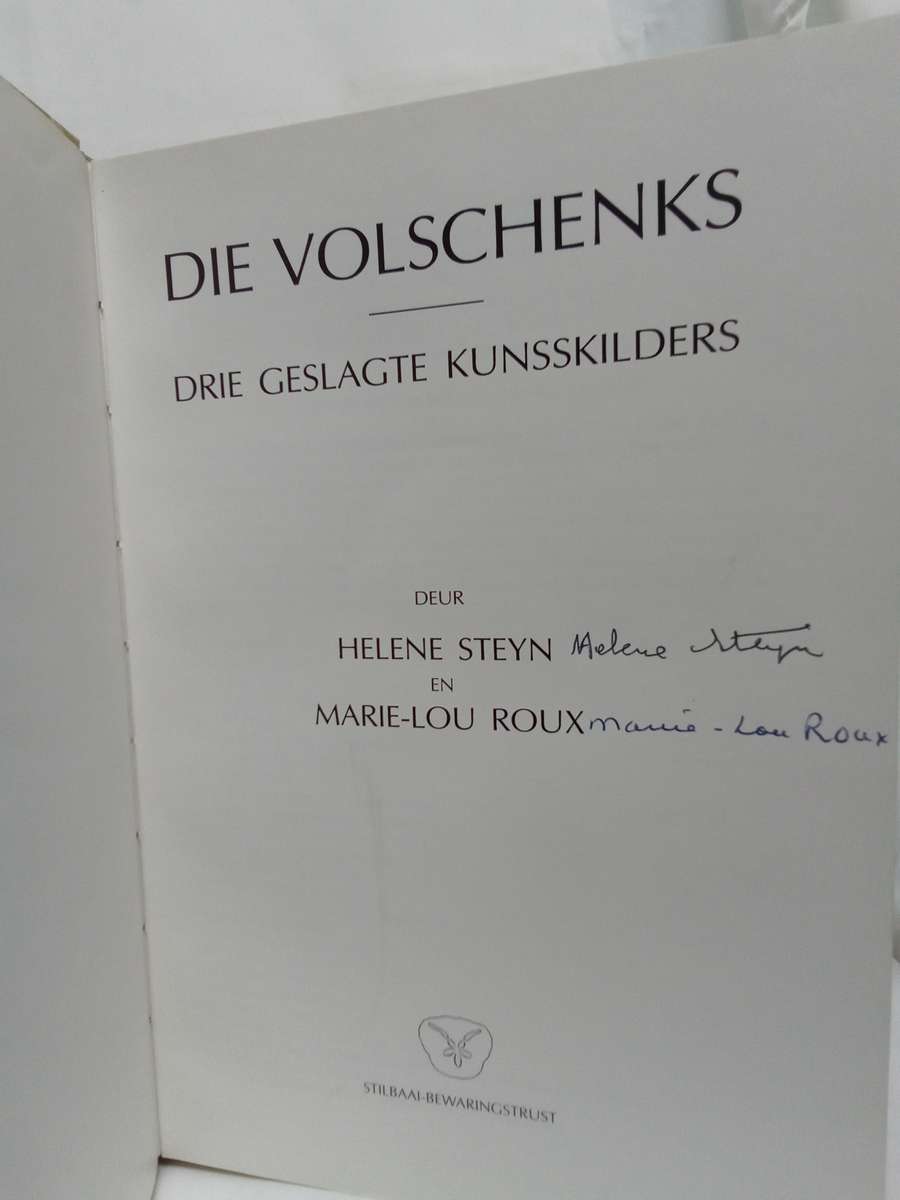 DIE VOLSCHENKS
DRIE GESLAGTE KUNSSKILDERS
DEUR
HELENE STEYN Helene Steyn
EN
MARIE-LOU ROUX Marie-Lou Roux
STILBAAI-BEWARINGSTRUST